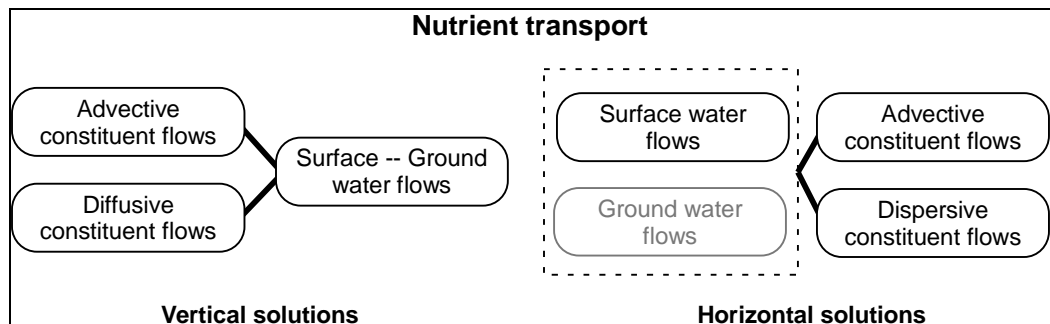 Nutrient transport
Advective
constituent flows
Diffusive
constituent flows
Surface -- Ground
water flows
Vertical solutions
Surface water
flows
Ground water
flows
Advective
constituent flows
Dispersive
constituent flows
Horizontal solutions